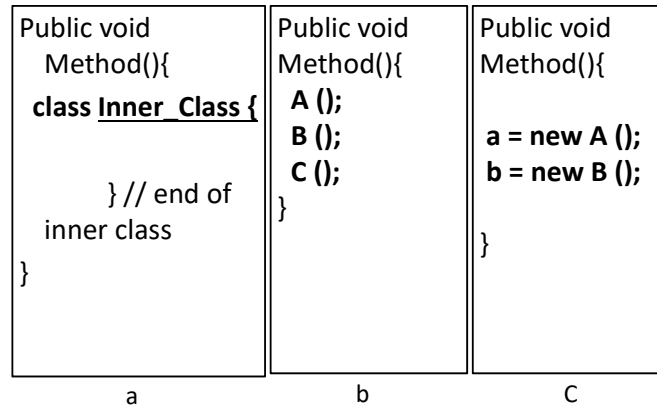 Public void
Method(){
class Inner_Class {
} // end of
inner class
}
a
Public void
Method(){
A ();
B ();
C ();
}
b
Public void
Method(){
a = new A ();
b = new B ();
}
C